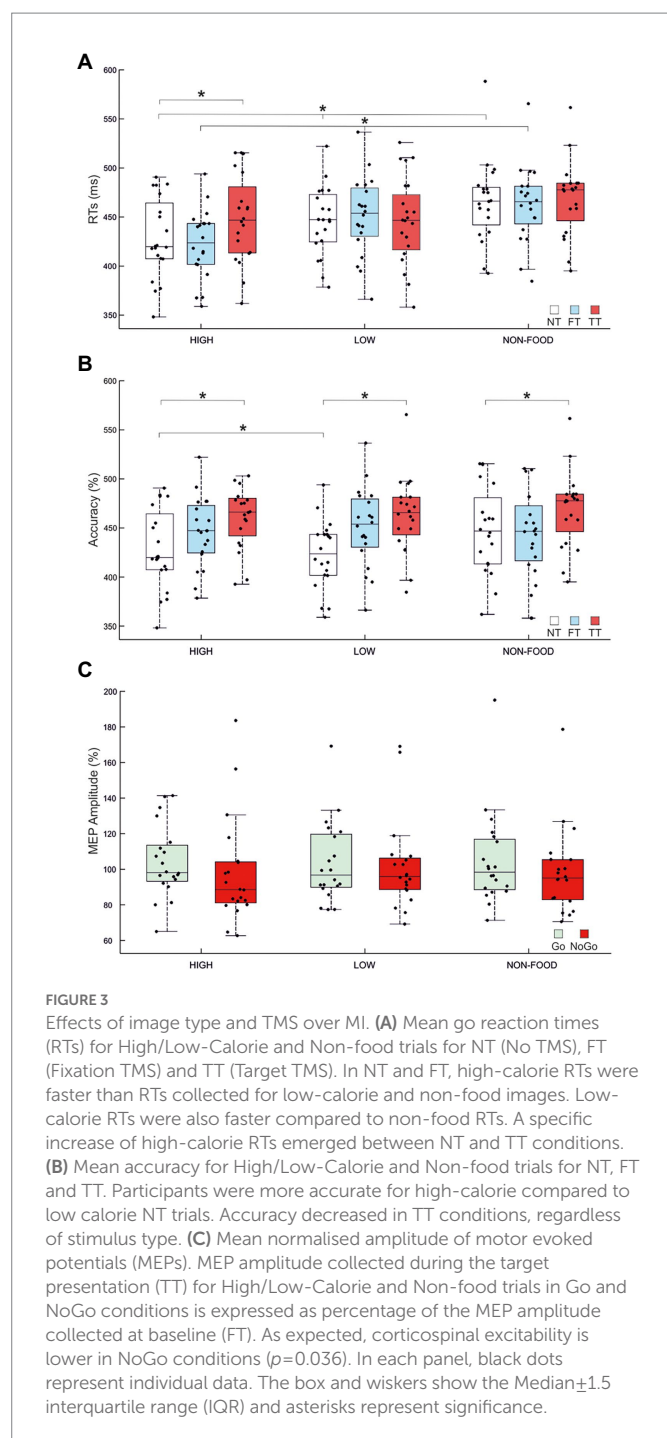 A
*
*
*
600
550
500
450
400
350
RTs (ms)
NT FT TT
HIGH LOW NON-FOOD
B
*
*
*
*
600
550
500
450
400
350
Accuracy (%)
NT FT TT
HIGH LOW NON-FOOD
C
200
180
160
140
120
100
80
60
MEP Amplitude (%)
Go NoGo
HIGH LOW NON-FOOD
FIGURE 3
Effects of image type and TMS over MI. (A) Mean go reaction times
(RTs) for High/Low-Calorie and Non-food trials for NT (No TMS), FT
(Fixation TMS) and TT (Target TMS). In NT and FT, high-calorie RTs were
faster than RTs collected for low-calorie and non-food images. Low-
calorie RTs were also faster compared to non-food RTs. A specific
increase of high-calorie RTs emerged between NT and TT conditions.
(B) Mean accuracy for High/Low-Calorie and Non-food trials for NT, FT
and TT. Participants were more accurate for high-calorie compared to
low calorie NT trials. Accuracy decreased in TT conditions, regardless
of stimulus type. (C) Mean normalised amplitude of motor evoked
potentials (MEPs). MEP amplitude collected during the target
presentation (TT) for High/Low-Calorie and Non-food trials in Go and
NoGo conditions is expressed as percentage of the MEP amplitude
collected at baseline (FT). As expected, corticospinal excitability is
lower in NoGo conditions (p=0.036). In each panel, black dots
represent individual data. The box and wiskers show the Median±1.5
interquartile range (IQR) and asterisks represent significance.